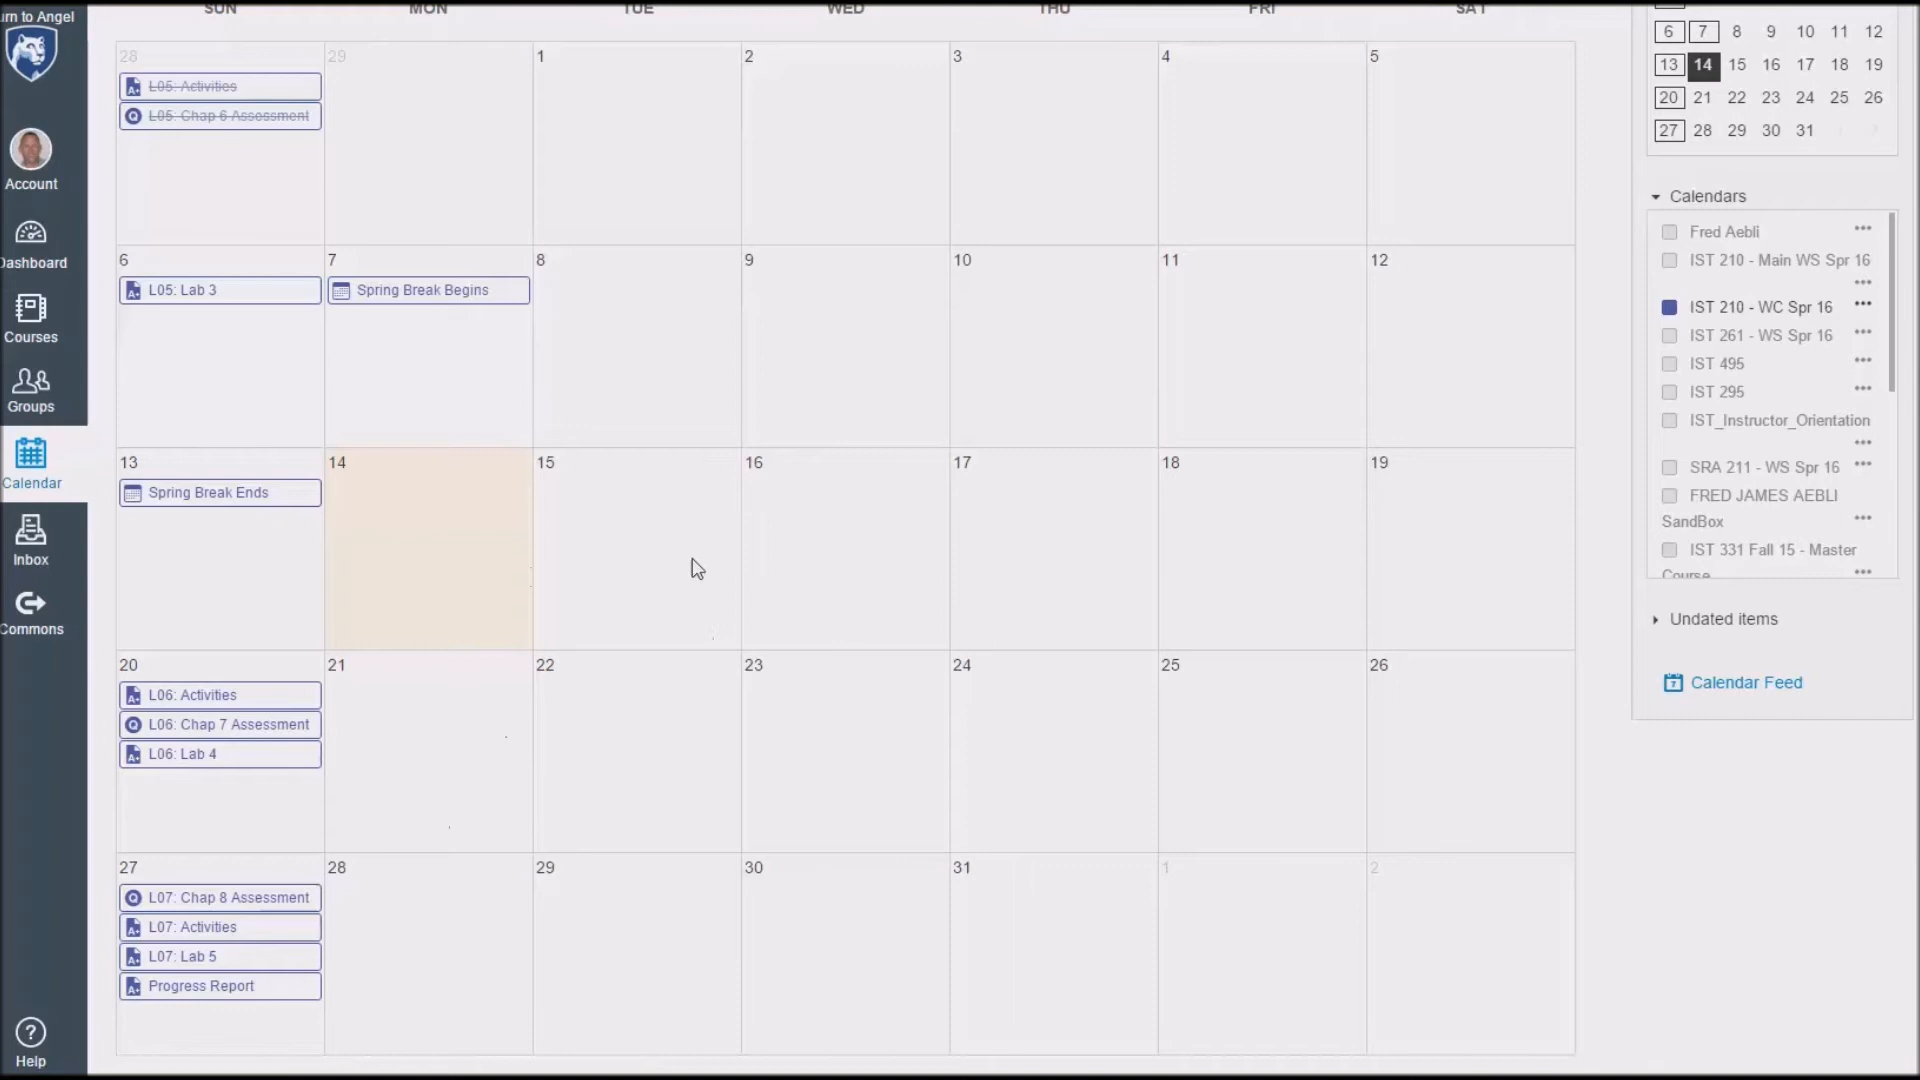 urn to Angel
SUN MON TUE WED THU FRI SAT
Account
Dashboard
Courses
Groups
Calendar
Inbox
Commons
Help
28 29 1 2 3 4 5
L05: Activities
L05: Chap 6 Assessment
6 7 8 9 10 11 12
L05: Lab 3
Spring Break Begins
13 14 15 16 17 18 19
Spring Break Ends
20 21 22 23 24 25 26
L06: Activities
L06: Chap 7 Assessment
L06: Lab 4
27 28 29 30 31 1 2
L07: Chap 8 Assessment
L07: Activities
L07: Lab 5
Progress Report
6 7 8 9 10 11 12
13 14 15 16 17 18 19
20 21 22 23 24 25 26
27 28 29 30 31
Calendars
Fred Aebli
IST 210 - Main WS Spr 16
IST 210 - WC Spr 16
IST 261 - WS Spr 16
IST 495
IST 295
IST_Instructor_Orientation
SRA 211 - WS Spr 16
FRED JAMES AEBLI
SandBox
IST 331 Fall 15 - Master
Course
Undated items
Calendar Feed